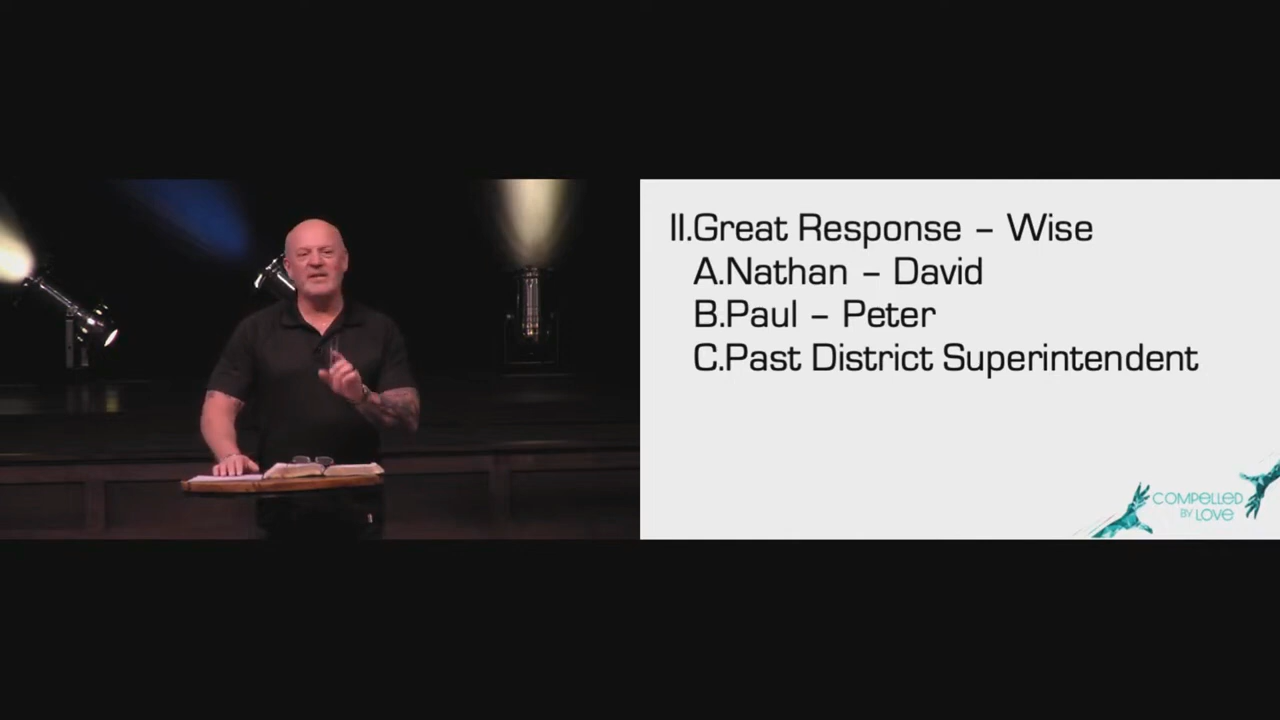 II.Great Response – Wise
A.Nathan – David
B.Paul – Peter
C.Past District Superintendent
COMPELLED
BY LOVE